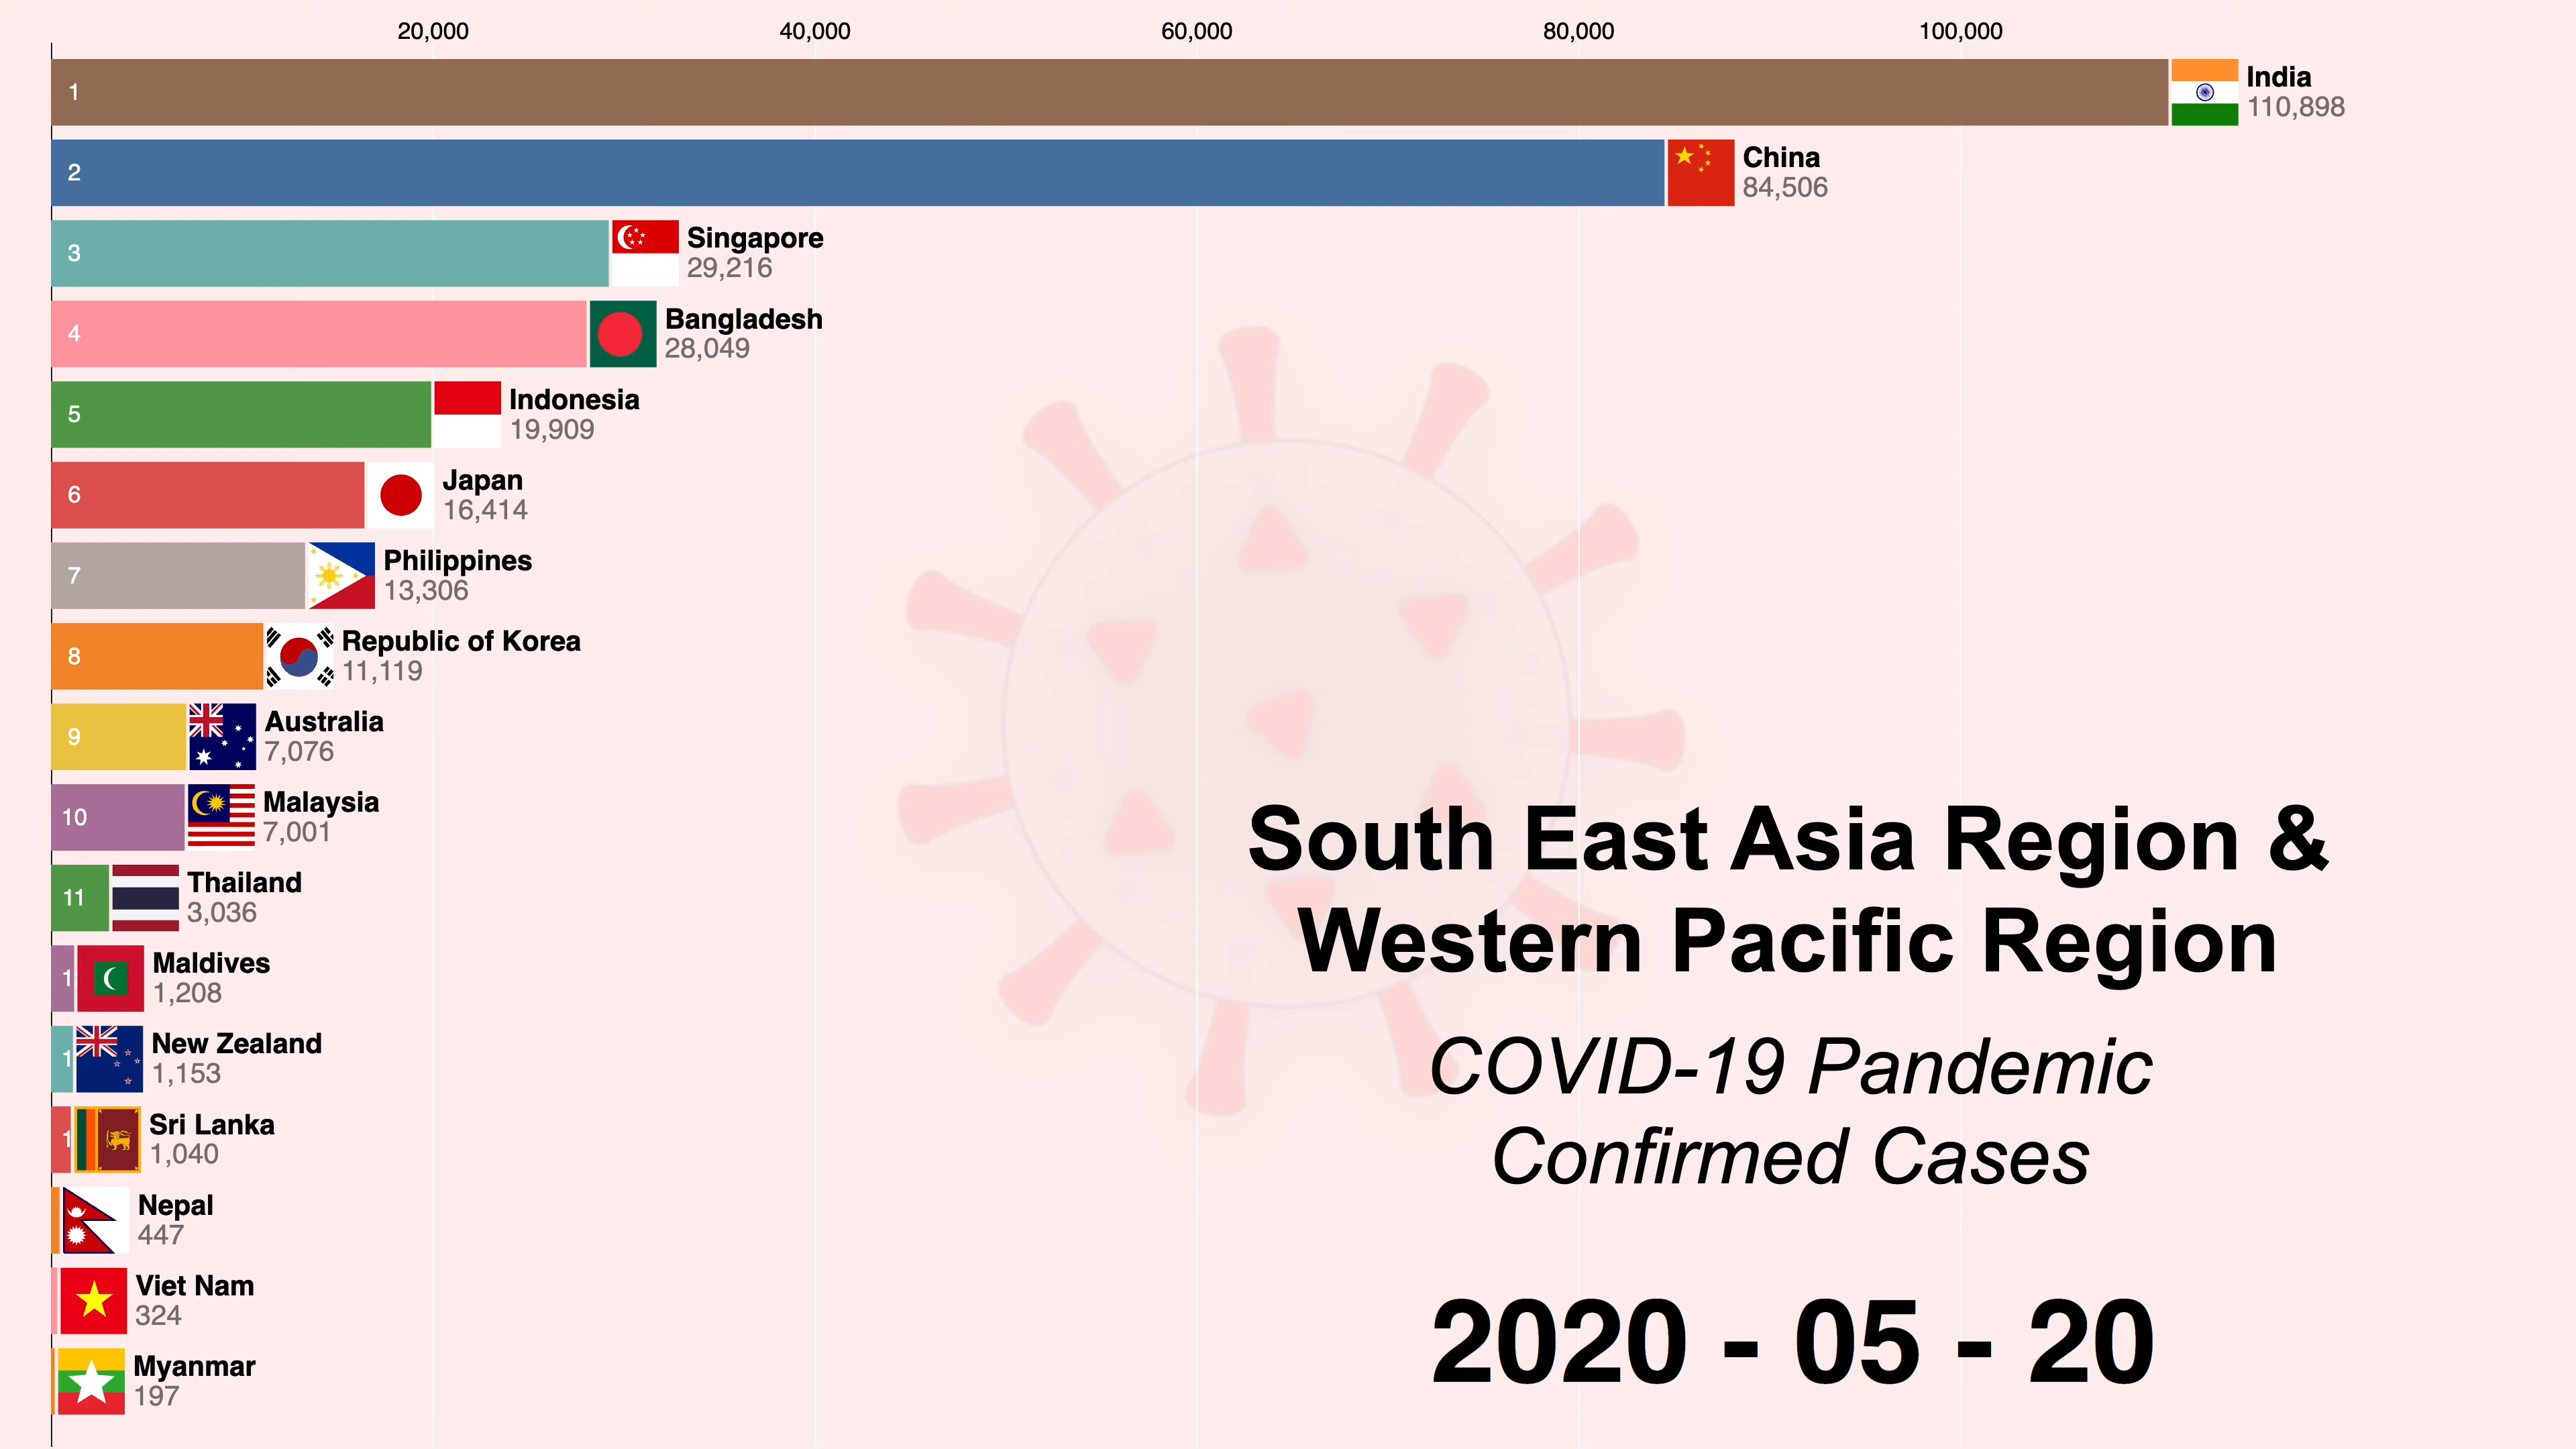 20,000 40,000 60,000 80,000 100,000
1 India
110,898
2 China
84,506
3 Singapore
29,216
4 Bangladesh
28,049
5 Indonesia
19,909
6 Japan
16,414
7 Philippines
13,306
8 Republic of Korea
11,119
9 Australia
7,076
10 Malaysia
7,001
11 Thailand
3,036
1 Maldives
1,208
1 New Zealand
1,153
1 Sri Lanka
1,040
Nepal
447
Viet Nam
324
Myanmar
197
South East Asia Region &
Western Pacific Region
COVID-19 Pandemic
Confirmed Cases
2020 - 05 - 20